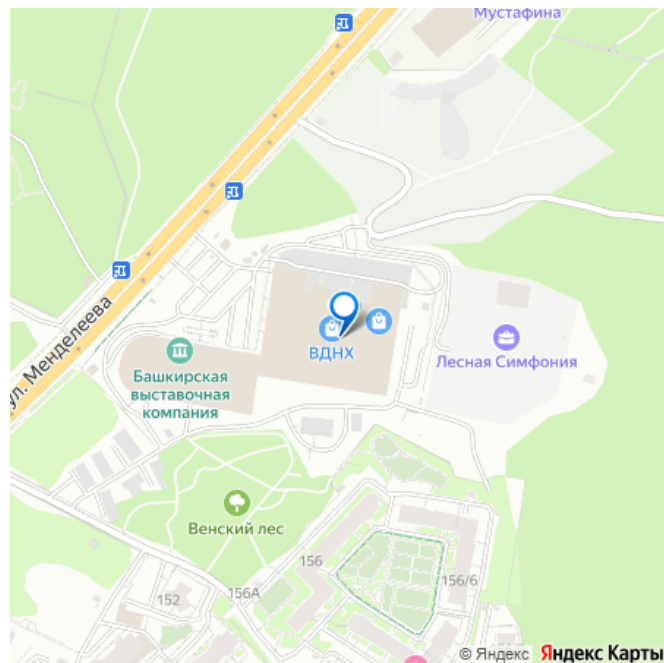 Мустафина
ул. Менделеева
ВДНХ
Лесная Симфония
Башкирская
выставочная
компания
Венский лес
156
156/6
156А
152
© Яндекс Яндекс Карты